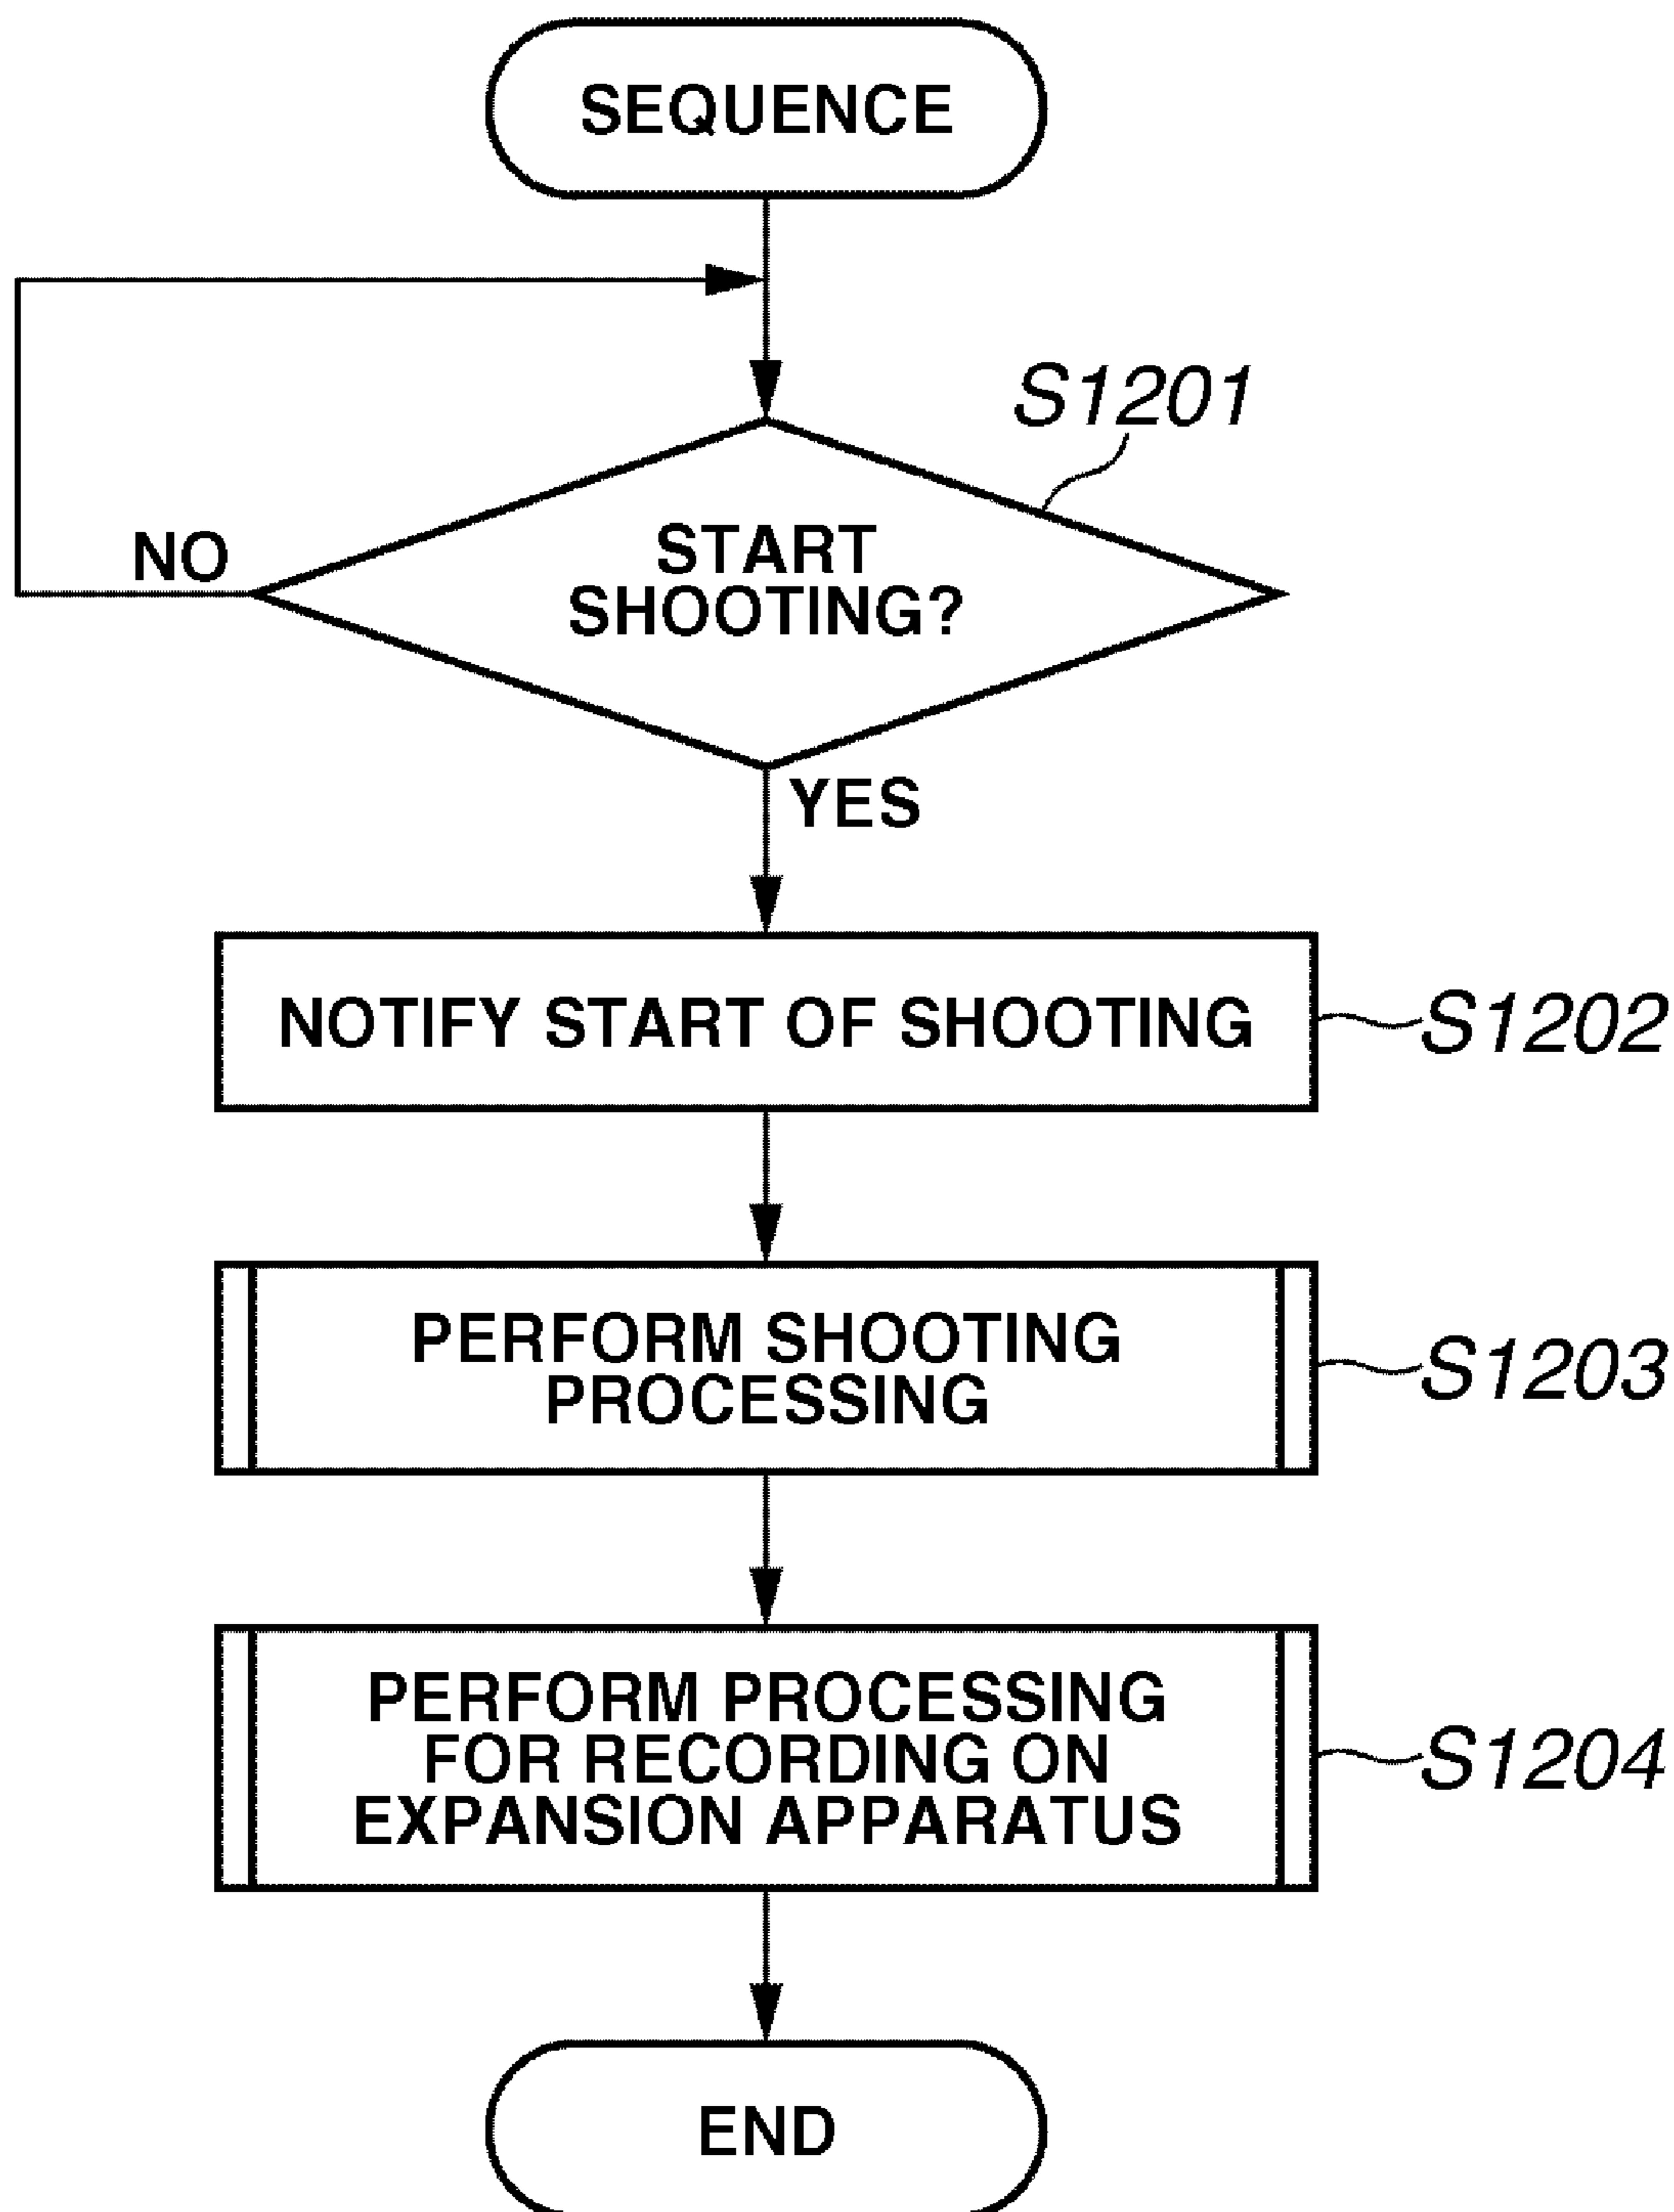 SEQUENCE
S1201
START
SHOOTING?
NO
YES
NOTIFY START OF SHOOTING
S1202
PERFORM SHOOTING
PROCESSING
S1203
PERFORM PROCESSING
FOR RECORDING ON
EXPANSION APPARATUS
S1204
END